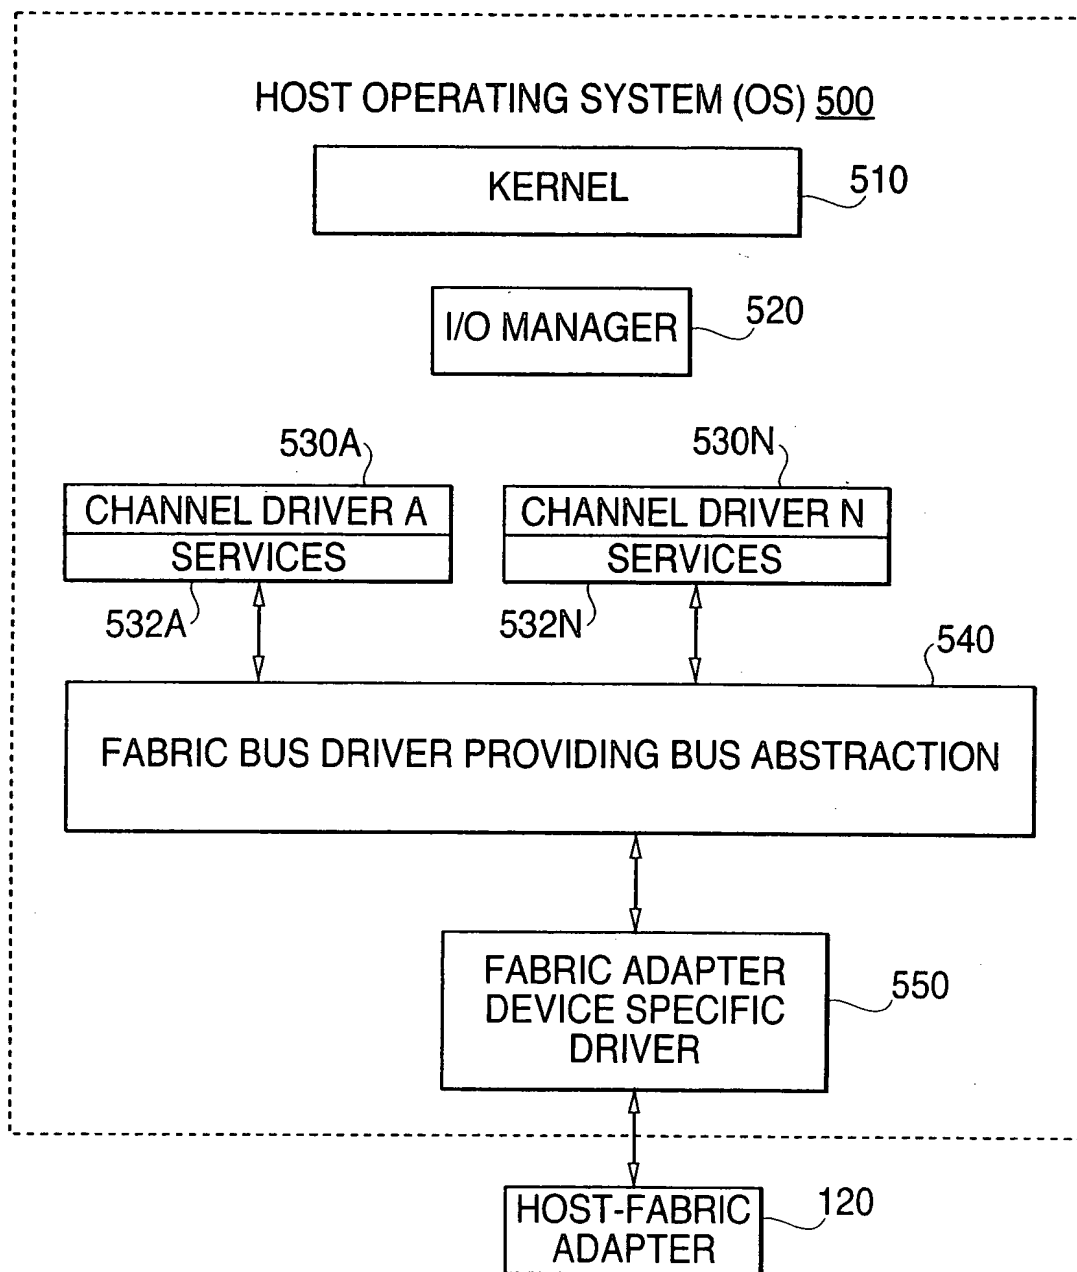 HOST OPERATING SYSTEM (OS) 500
KERNEL
510
I/O MANAGER
520
530A
530N
CHANNEL DRIVER A
SERVICES
CHANNEL DRIVER N
SERVICES
532A
532N
540
FABRIC BUS DRIVER PROVIDING BUS ABSTRACTION
FABRIC ADAPTER
DEVICE SPECIFIC
DRIVER
550
HOST-FABRIC
ADAPTER
120